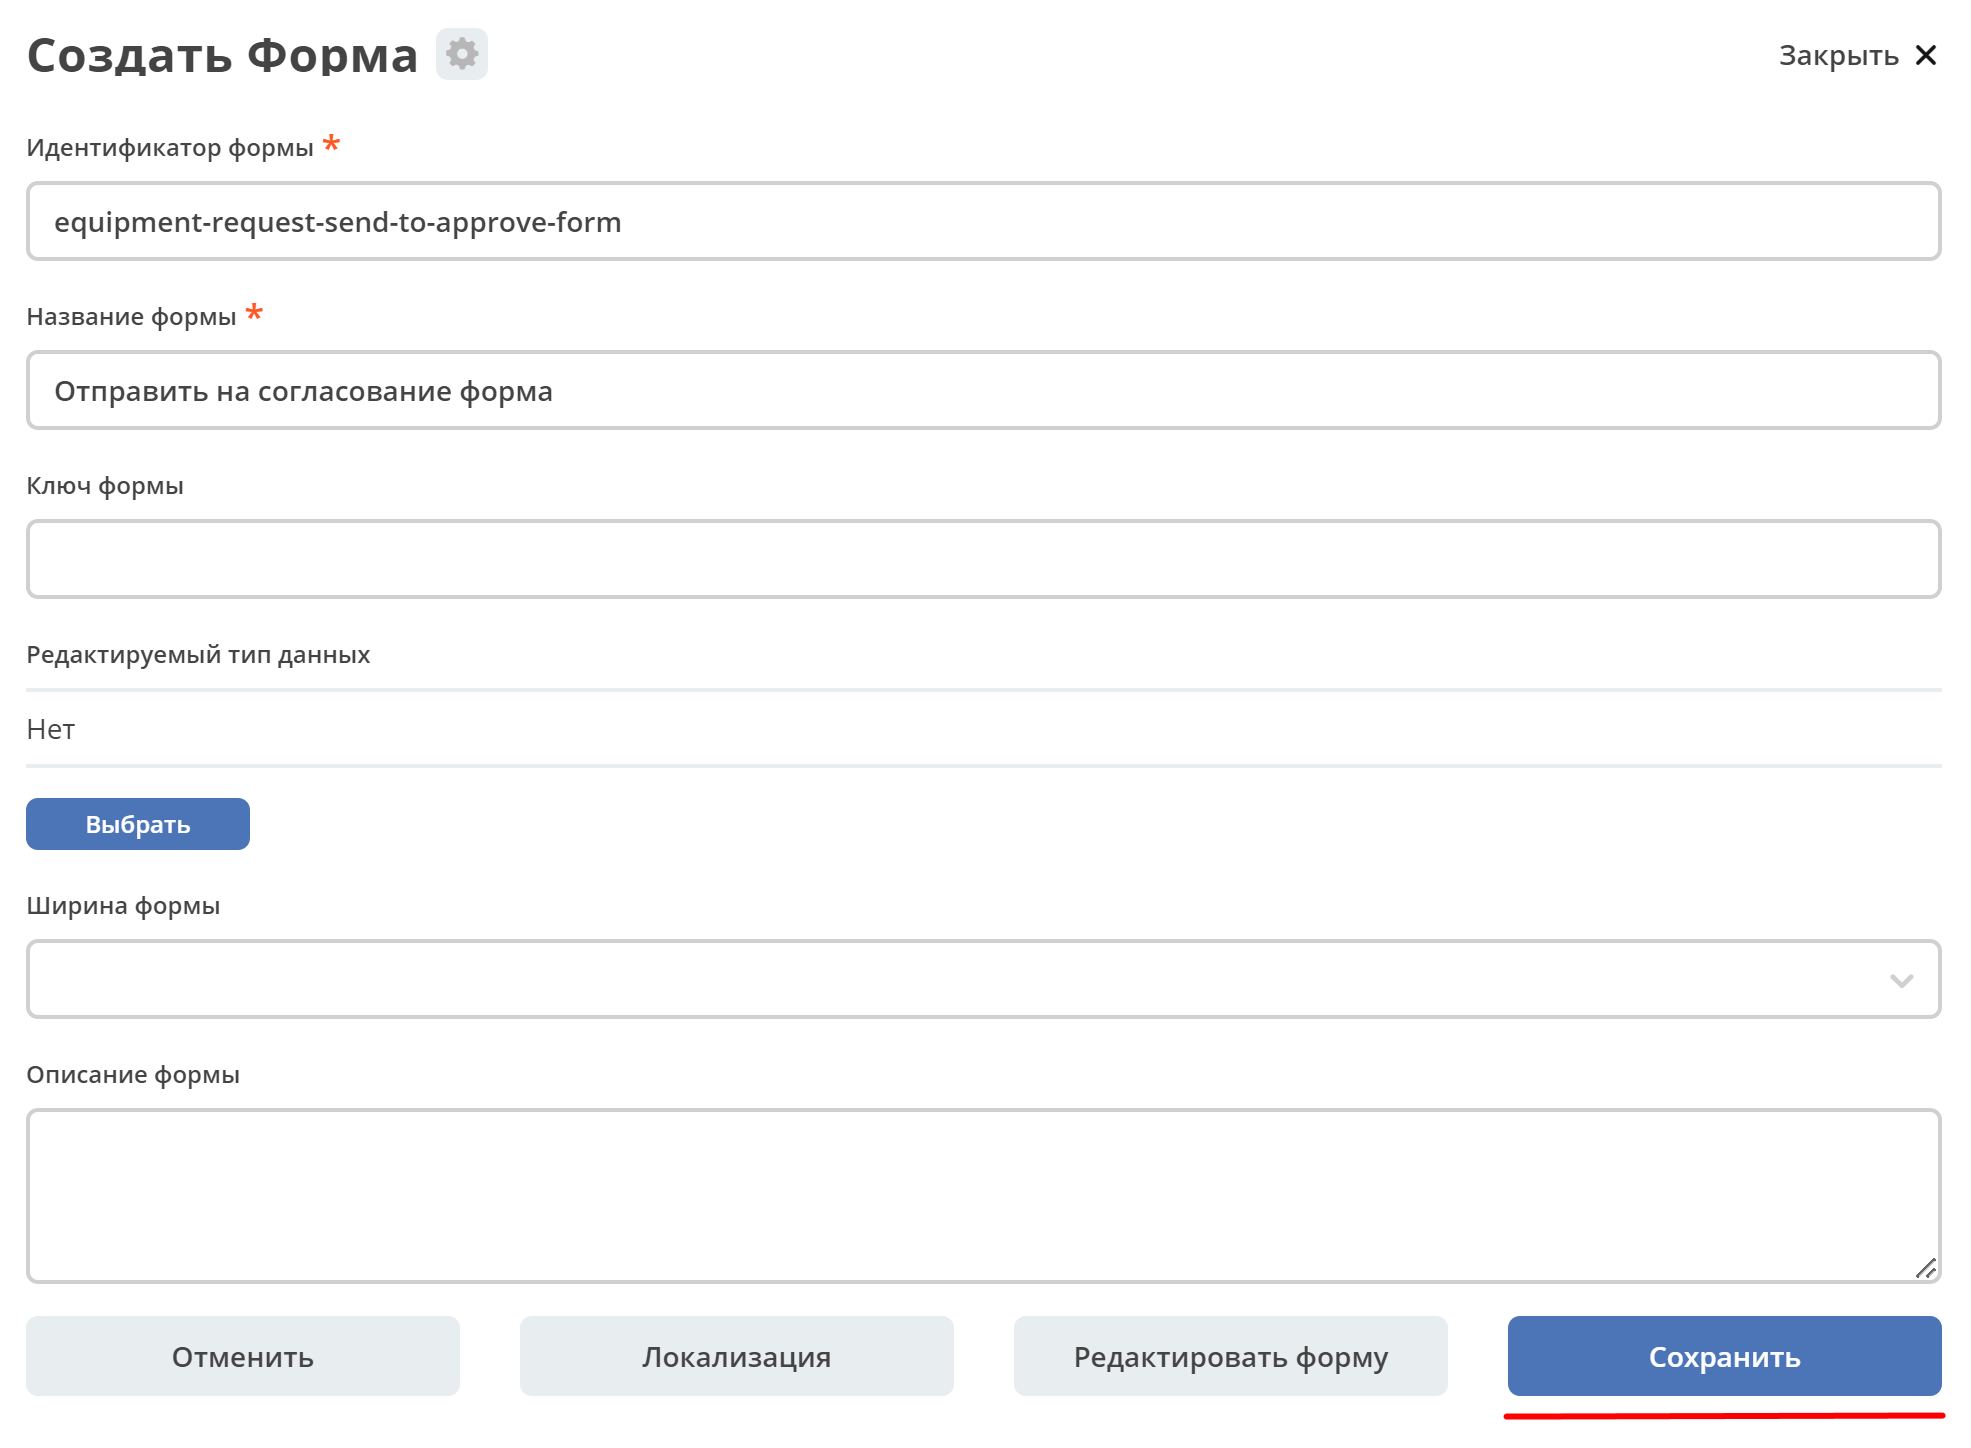 Создать Форма
Закрыть
Идентификатор формы *
equipment-request-send-to-approve-form
Название формы *
Отправить на согласование форма
Ключ формы
Редактируемый тип данных
Нет
Выбрать
Ширина формы
Описание формы
Отменить
Локализация
Редактировать форму
Сохранить